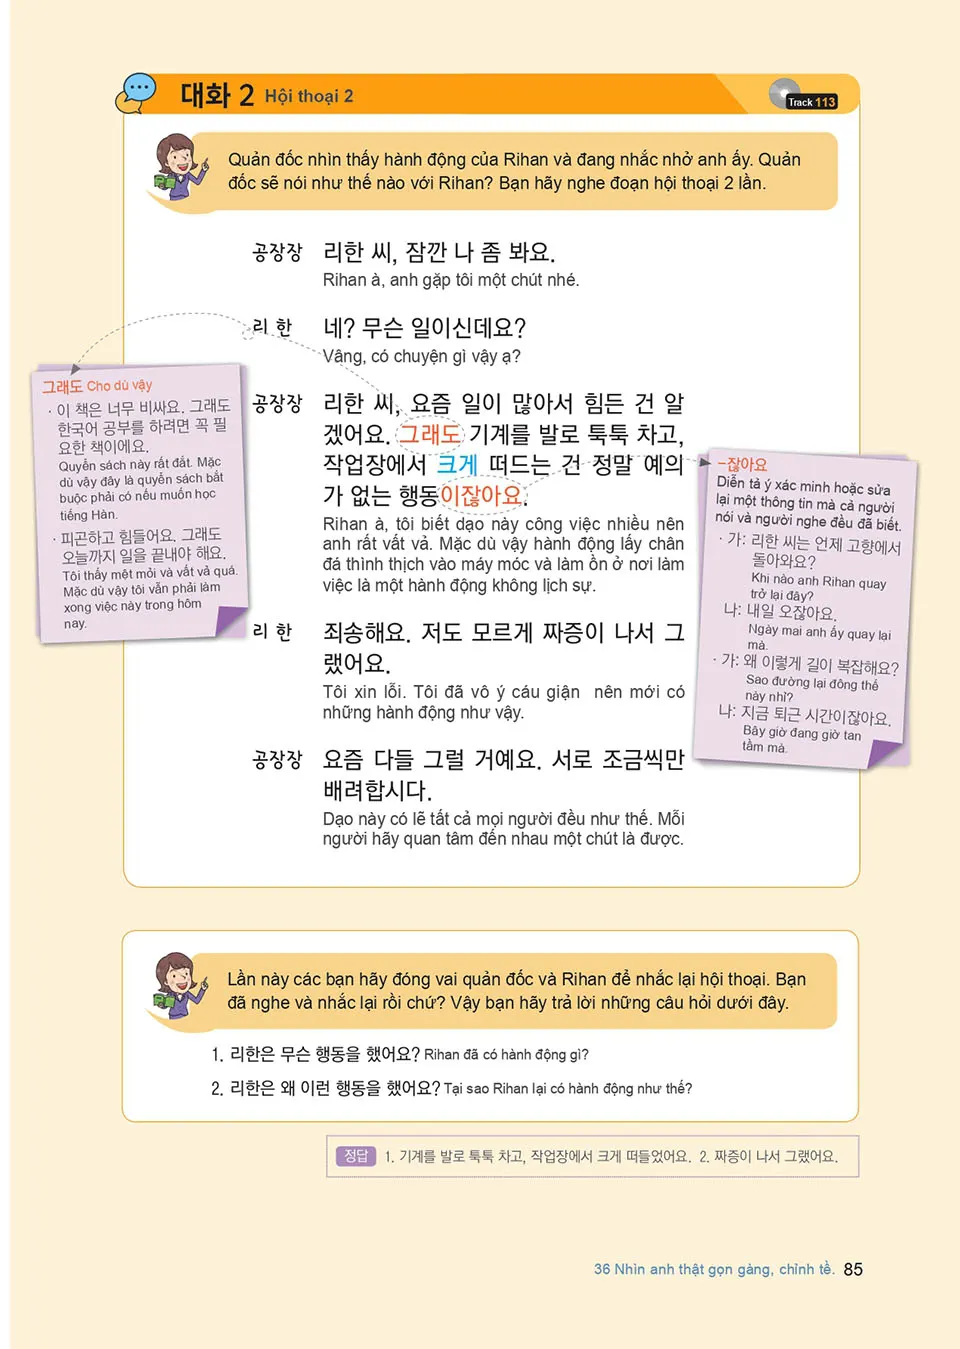 대화 2 Hội thoại 2
Track 113
Quản đốc nhìn thấy hành động của Rihan và đang nhắc nhở anh ấy. Quản
đốc sẽ nói như thế nào với Rihan? Bạn hãy nghe đoạn hội thoại 2 lần.
공장장 리한 씨, 잠깐 나 좀 봐요.
Rihan à, anh gặp tôi một chút nhé.
리 한 네? 무슨 일이신데요?
Vâng, có chuyện gì vậy ạ?
공장장 리한 씨, 요즘 일이 많아서 힘든 건 알
겠어요. 그래도 기계를 발로 툭툭 차고,
작업장에서 크게 떠드는 건 정말 예의
가 없는 행동이잖아요.
Rihan à, tôi biết dạo này công việc nhiều nên
anh rất vất vả. Mặc dù vậy hành động lấy chân
đá thình thịch vào máy móc và làm ồn ở nơi làm
việc là một hành động không lịch sự.
리 한 죄송해요. 저도 모르게 짜증이 나서 그
랬어요.
Tôi xin lỗi. Tôi đã vô ý cáu giận nên mới có
những hành động như vậy.
공장장 요즘 다들 그럴 거예요. 서로 조금씩만
배려합시다.
Dạo này có lẽ tất cả mọi người đều như thế. Mỗi
người hãy quan tâm đến nhau một chút là được.
그래도 Cho dù vậy
· 이 책은 너무 비싸요. 그래도
한국어 공부를 하려면 꼭 필
요한 책이에요.
Quyển sách này rất đắt. Mặc
dù vậy đây là quyển sách bắt
buộc phải có nếu muốn học
tiếng Hàn.
· 피곤하고 힘들어요. 그래도
오늘까지 일을 끝내야 해요.
Tôi thấy mệt mỏi và vất vả quá.
Mặc dù vậy tôi vẫn phải làm
xong việc này trong hôm
nay.
-잖아요
Diễn tả ý xác minh hoặc sửa
lại một thông tin mà cả người
nói và người nghe đều đã biết.
· 가: 리한 씨는 언제 고향에서
돌아와요?
Khi nào anh Rihan quay
trở lại đây?
나: 내일 오잖아요.
Ngày mai anh ấy quay lại
mà.
· 가: 왜 이렇게 길이 복잡해요?
Sao đường lại đông thế
này nhỉ?
나: 지금 퇴근 시간이잖아요.
Bây giờ đang giờ tan
tầm mà.
Lần này các bạn hãy đóng vai quản đốc và Rihan để nhắc lại hội thoại. Bạn
đã nghe và nhắc lại rồi chứ? Vậy bạn hãy trả lời những câu hỏi dưới đây.
1. 리한은 무슨 행동을 했어요? Rihan đã có hành động gì?
2. 리한은 왜 이런 행동을 했어요? Tại sao Rihan lại có hành động như thế?
정답 1. 기계를 발로 툭툭 차고, 작업장에서 크게 떠들었어요. 2. 짜증이 나서 그랬어요.
36 Nhìn anh thật gọn gàng, chỉnh tề. 85